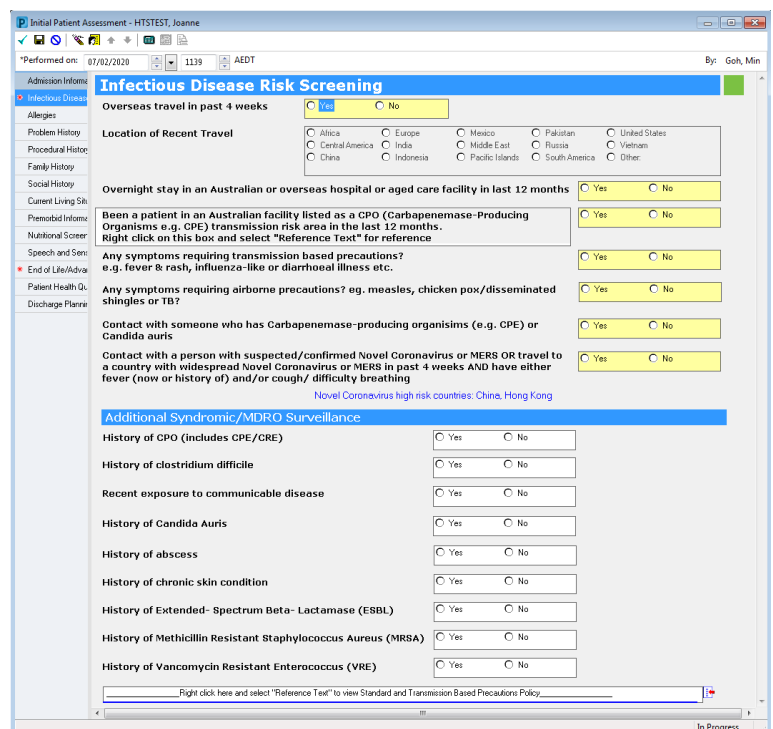 Initial Patient Assessment - HTSTEST, Joanne
*Performed on: 07/02/2020 1139 AEDT By: Goh, Min
Admission Informa
Infectious Diseas
Allergies
Problem History
Procedural History
Family History
Social History
Current Living Situ
Premorbid Informa
Nutritional Screen
Speech and Sens
End of Life/Advan
Patient Health Qu
Discharge Plannin
Infectious Disease Risk Screening
Overseas travel in past 4 weeks Yes No
Location of Recent Travel
Africa Europe Mexico Pakistan United States
Central America India Middle East Russia Vietnam
China Indonesia Pacific Islands South America Other:
Overnight stay in an Australian or overseas hospital or aged care facility in last 12 months Yes No
Been a patient in an Australian facility listed as a CPO (Carbapenemase-Producing Yes No
Organisms e.g. CPE) transmission risk area in the last 12 months.
Right click on this box and select "Reference Text" for reference
Any symptoms requiring transmission based precautions? Yes No
e.g. fever & rash, influenza-like or diarrhoeal illness etc.
Any symptoms requiring airborne precautions? eg. measles, chicken pox/disseminated Yes No
shingles or TB?
Contact with someone who has Carbapenemase-producing organisims (e.g. CPE) or Yes No
Candida auris
Contact with a person with suspected/confirmed Novel Coronavirus or MERS OR travel to Yes No
a country with widespread Novel Coronavirus or MERS in past 4 weeks AND have either
fever (now or history of) and/or cough/ difficulty breathing
Novel Coronavirus high risk countries: China, Hong Kong
Additional Syndromic/MDRO Surveillance
History of CPO (includes CPE/CRE) Yes No
History of clostridium difficile Yes No
Recent exposure to communicable disease Yes No
History of Candida Auris Yes No
History of abscess Yes No
History of chronic skin condition Yes No
History of Extended- Spectrum Beta- Lactamase (ESBL) Yes No
History of Methicillin Resistant Staphylococcus Aureus (MRSA) Yes No
History of Vancomycin Resistant Enterococcus (VRE) Yes No
Right click here and select "Reference Text" to view Standard and Transmission Based Precautions Policy
In Progress